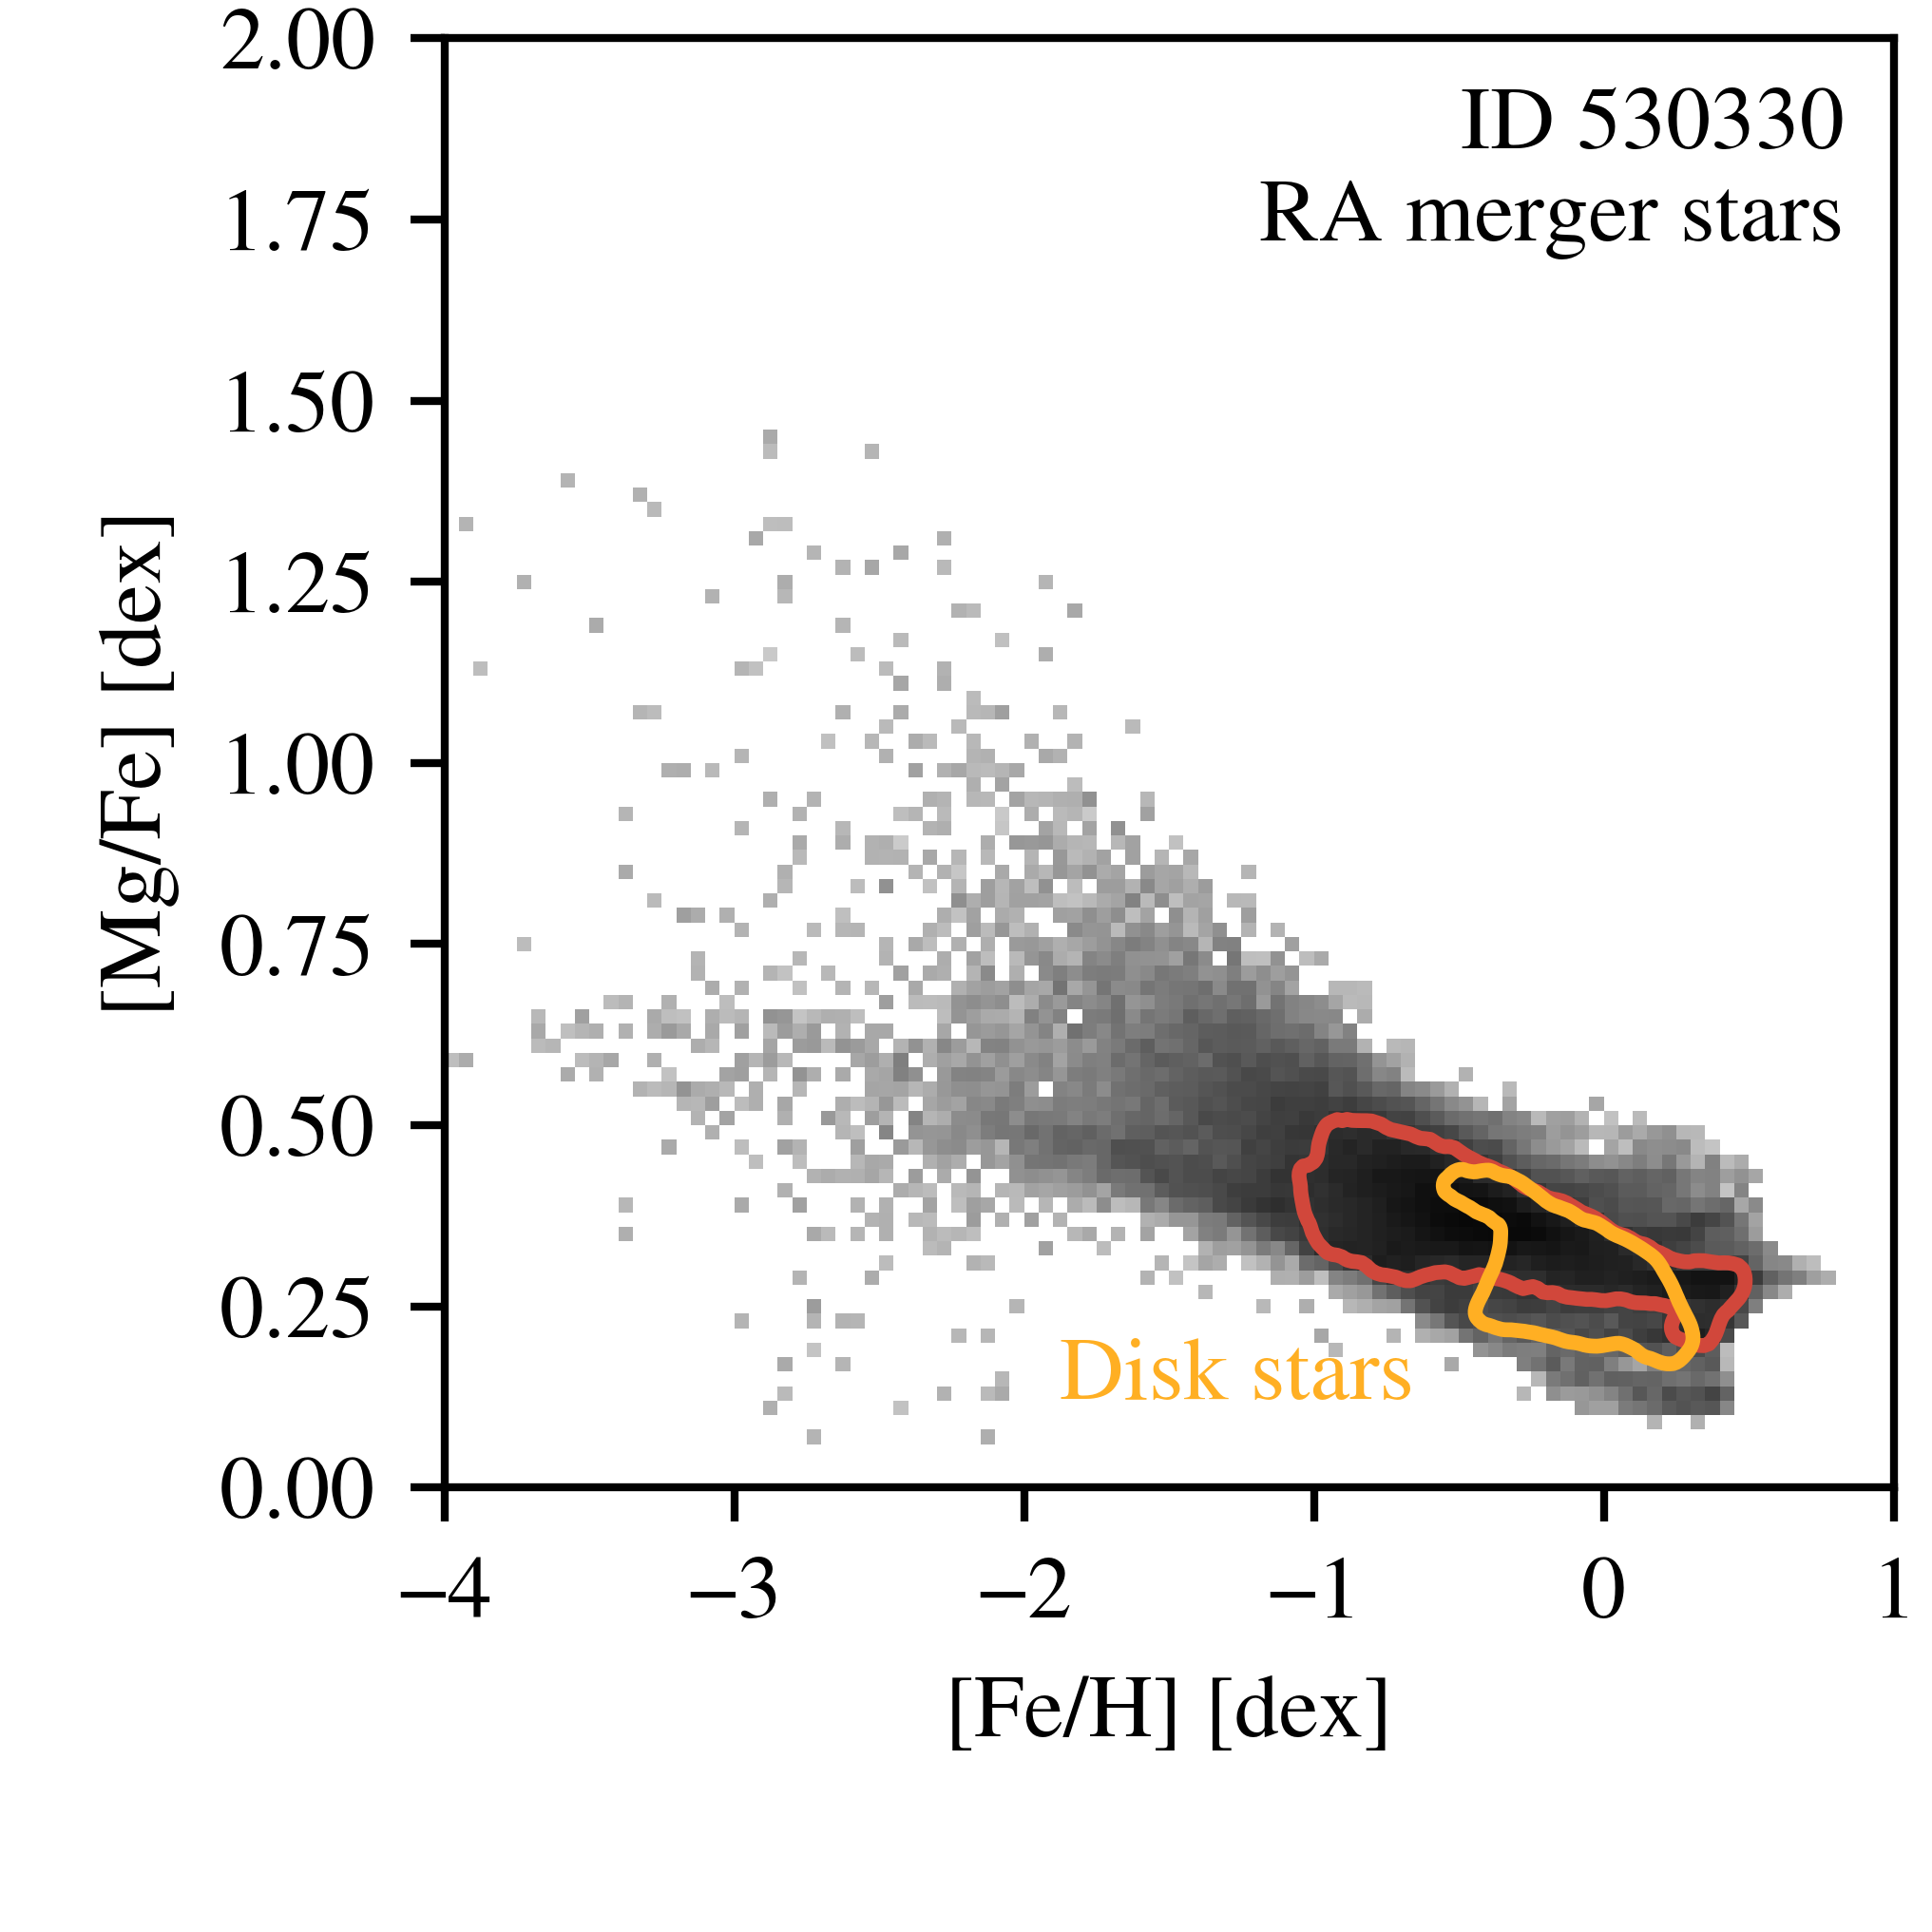 2.00
ID 530330
RA merger stars
1.75
1.50
1.25
1.00
0.75
0.50
0.25
0.00
[Mg/Fe] [dex]
Disk stars
−4 −3 −2 −1 0 1
[Fe/H] [dex]